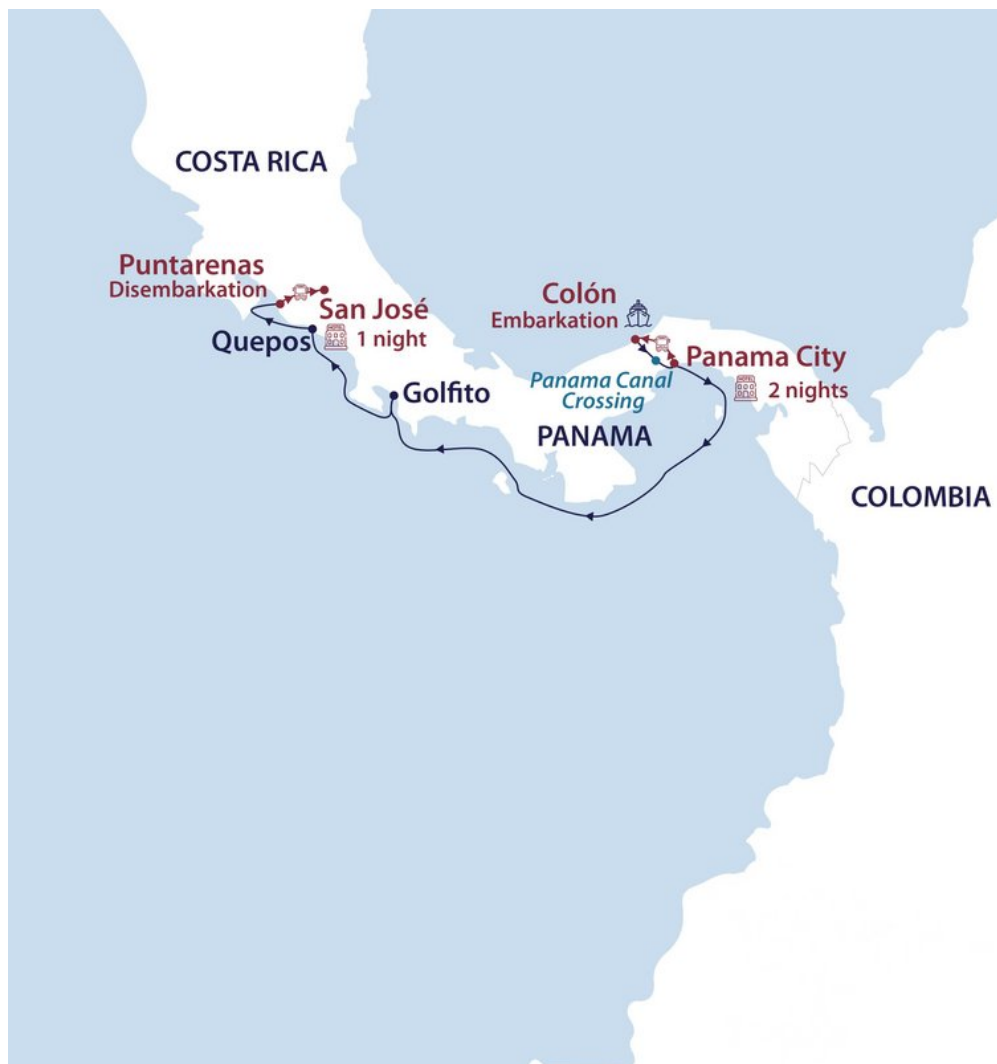 COSTA RICA
Puntarenas
Disembarkation
San José
1 night
Quepos
Golfito
Colón
Embarkation
Panama City
2 nights
Panama Canal
Crossing
PANAMA
COLOMBIA